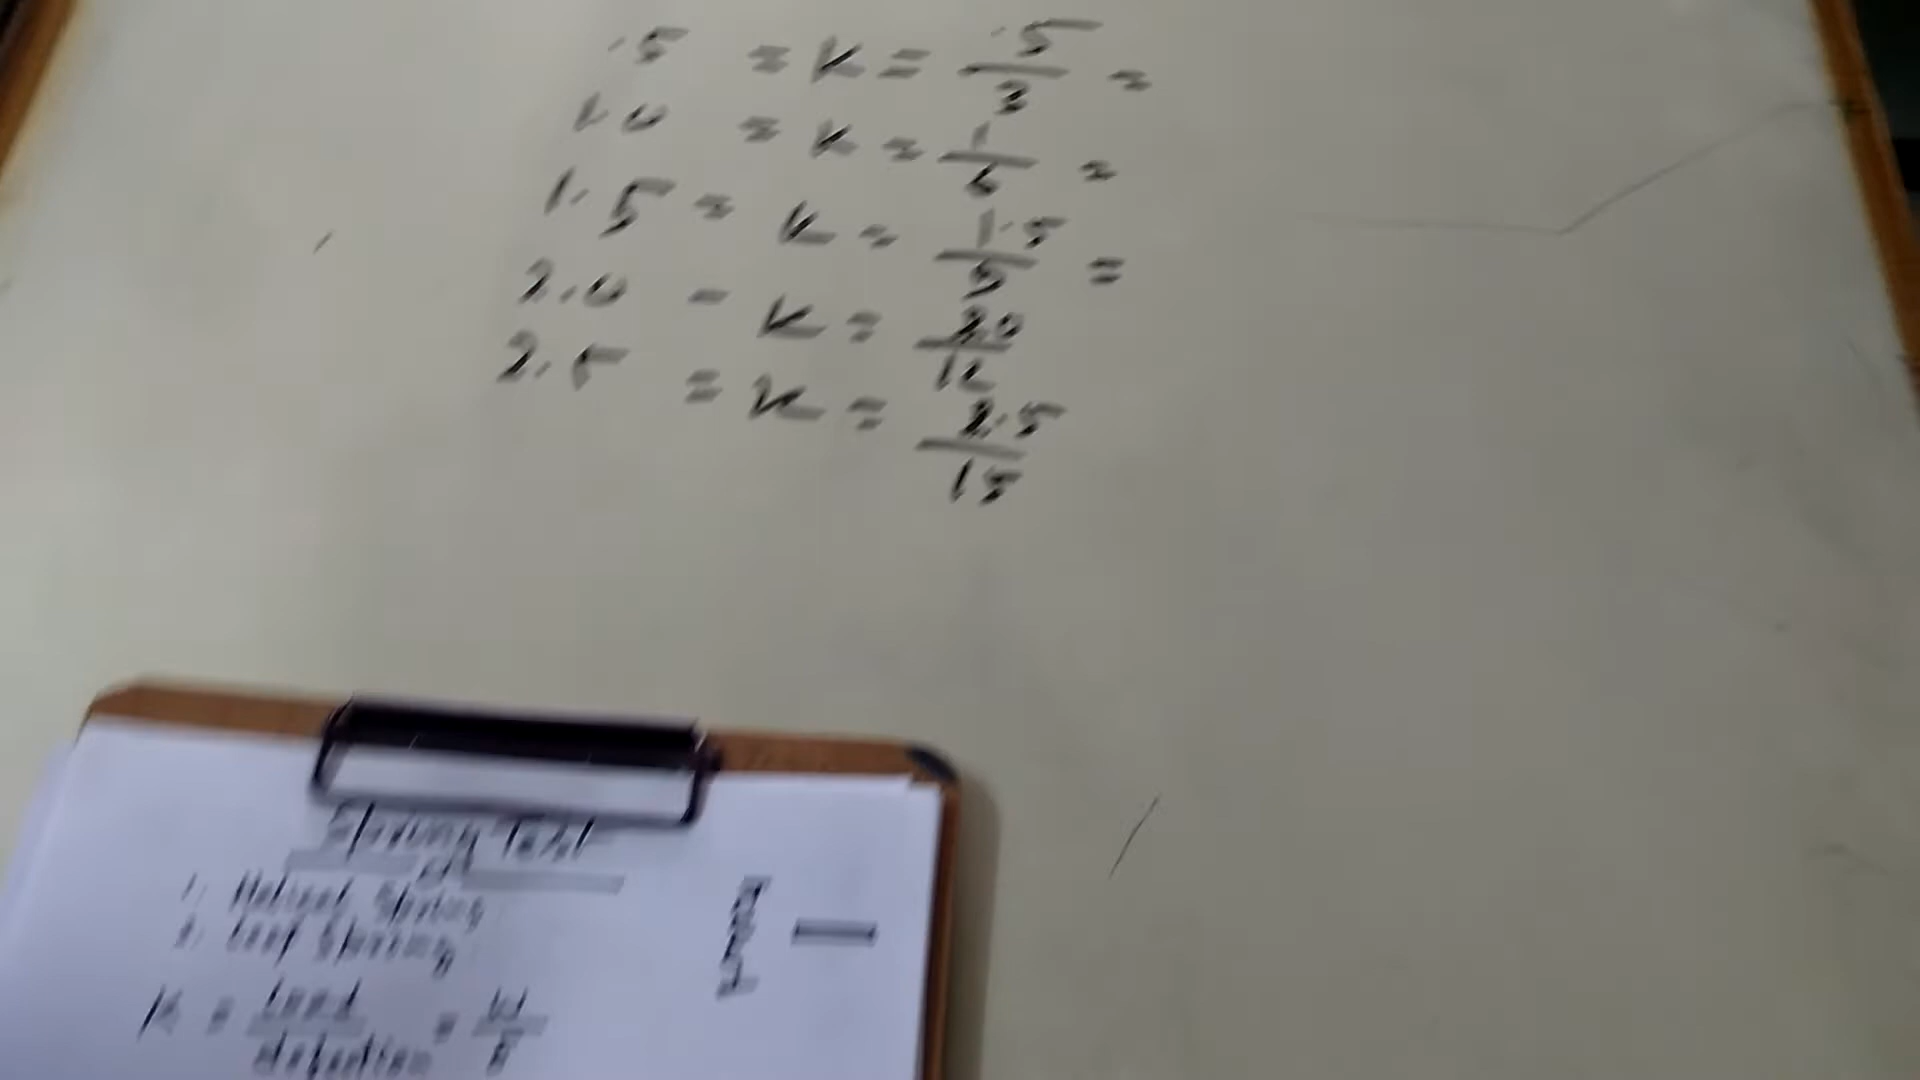 .5 = K = .5/3 =
1.0 = K = 1/6 =
1.5 = K = 1.5/9 =
2.0 - K = 2.0/12
2.5 = K = 2.5/15
Spring Test
1. Helical Spring
2. Leaf Spring
K = Load/deflection = W/δ